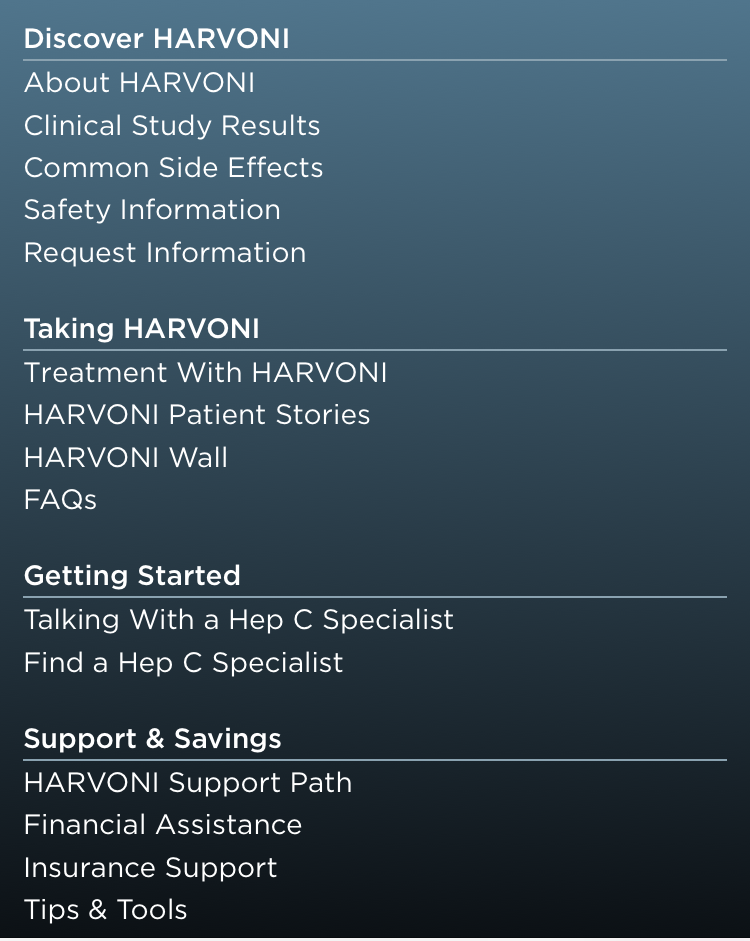 Discover HARVONI
About HARVONI
Clinical Study Results
Common Side Effects
Safety Information
Request Information
Taking HARVONI
Treatment With HARVONI
HARVONI Patient Stories
HARVONI Wall
FAQs
Getting Started
Talking With a Hep C Specialist
Find a Hep C Specialist
Support & Savings
HARVONI Support Path
Financial Assistance
Insurance Support
Tips & Tools